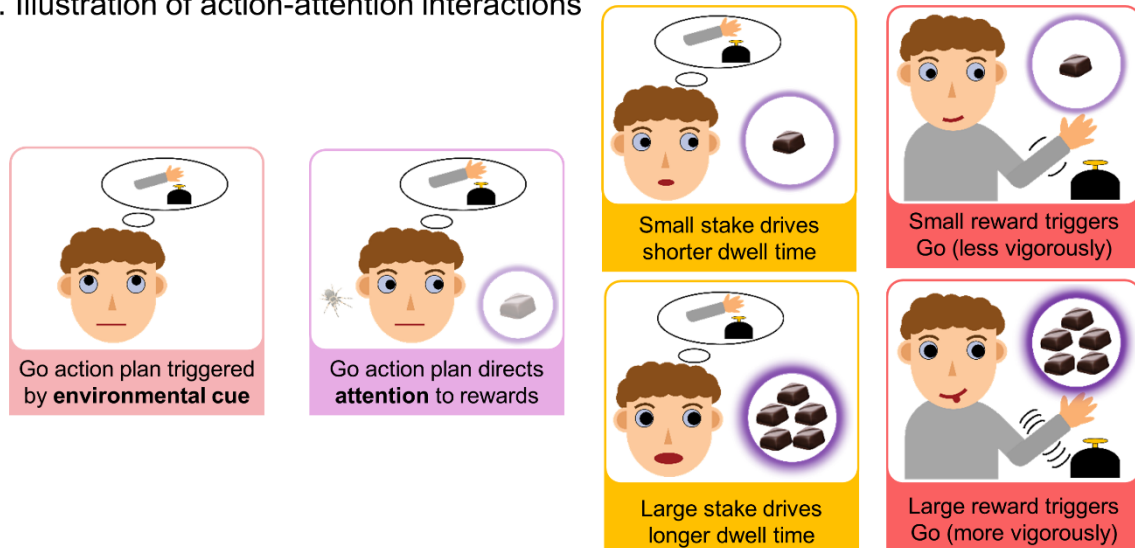 . Illustration of action-attention interactions
Go action plan triggered
by environmental cue
Go action plan directs
attention to rewards
Small stake drives
shorter dwell time
Small reward triggers
Go (less vigorously)
Large stake drives
longer dwell time
Large reward triggers
Go (more vigorously)